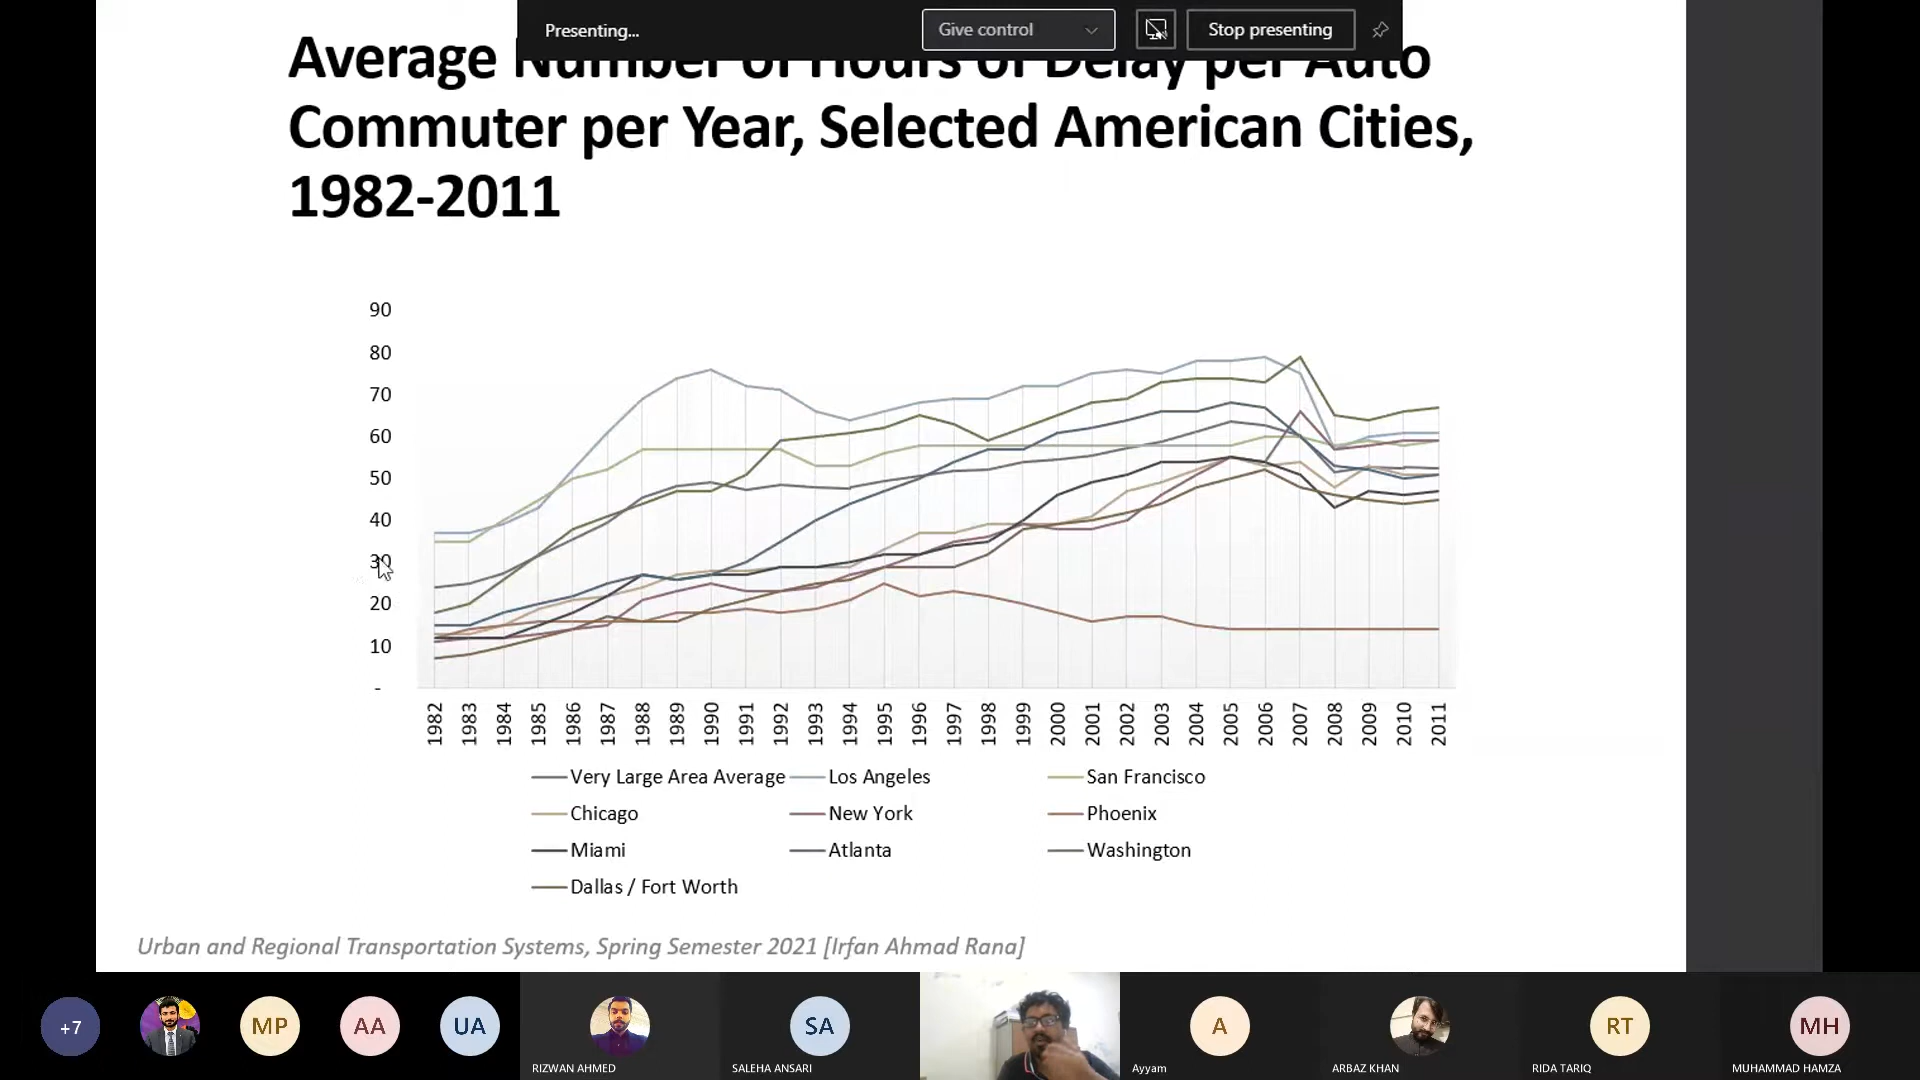 Presenting...
Give control
Stop presenting
Average Number of Hours of Delay per Auto
Commuter per Year, Selected American Cities,
1982-2011
90
80
70
60
50
40
30
20
10
-
1982 1983 1984 1985 1986 1987 1988 1989 1990 1991 1992 1993 1994 1995 1996 1997 1998 1999 2000 2001 2002 2003 2004 2005 2006 2007 2008 2009 2010 2011
Very Large Area Average Los Angeles San Francisco
Chicago New York Phoenix
Miami Atlanta Washington
Dallas / Fort Worth
Urban and Regional Transportation Systems, Spring Semester 2021 [Irfan Ahmad Rana]
+7 MP AA UA SA A RT MH
RIZWAN AHMED SALEHA ANSARI Ayyam ARBAZ KHAN RIDA TARIQ MUHAMMAD HAMZA